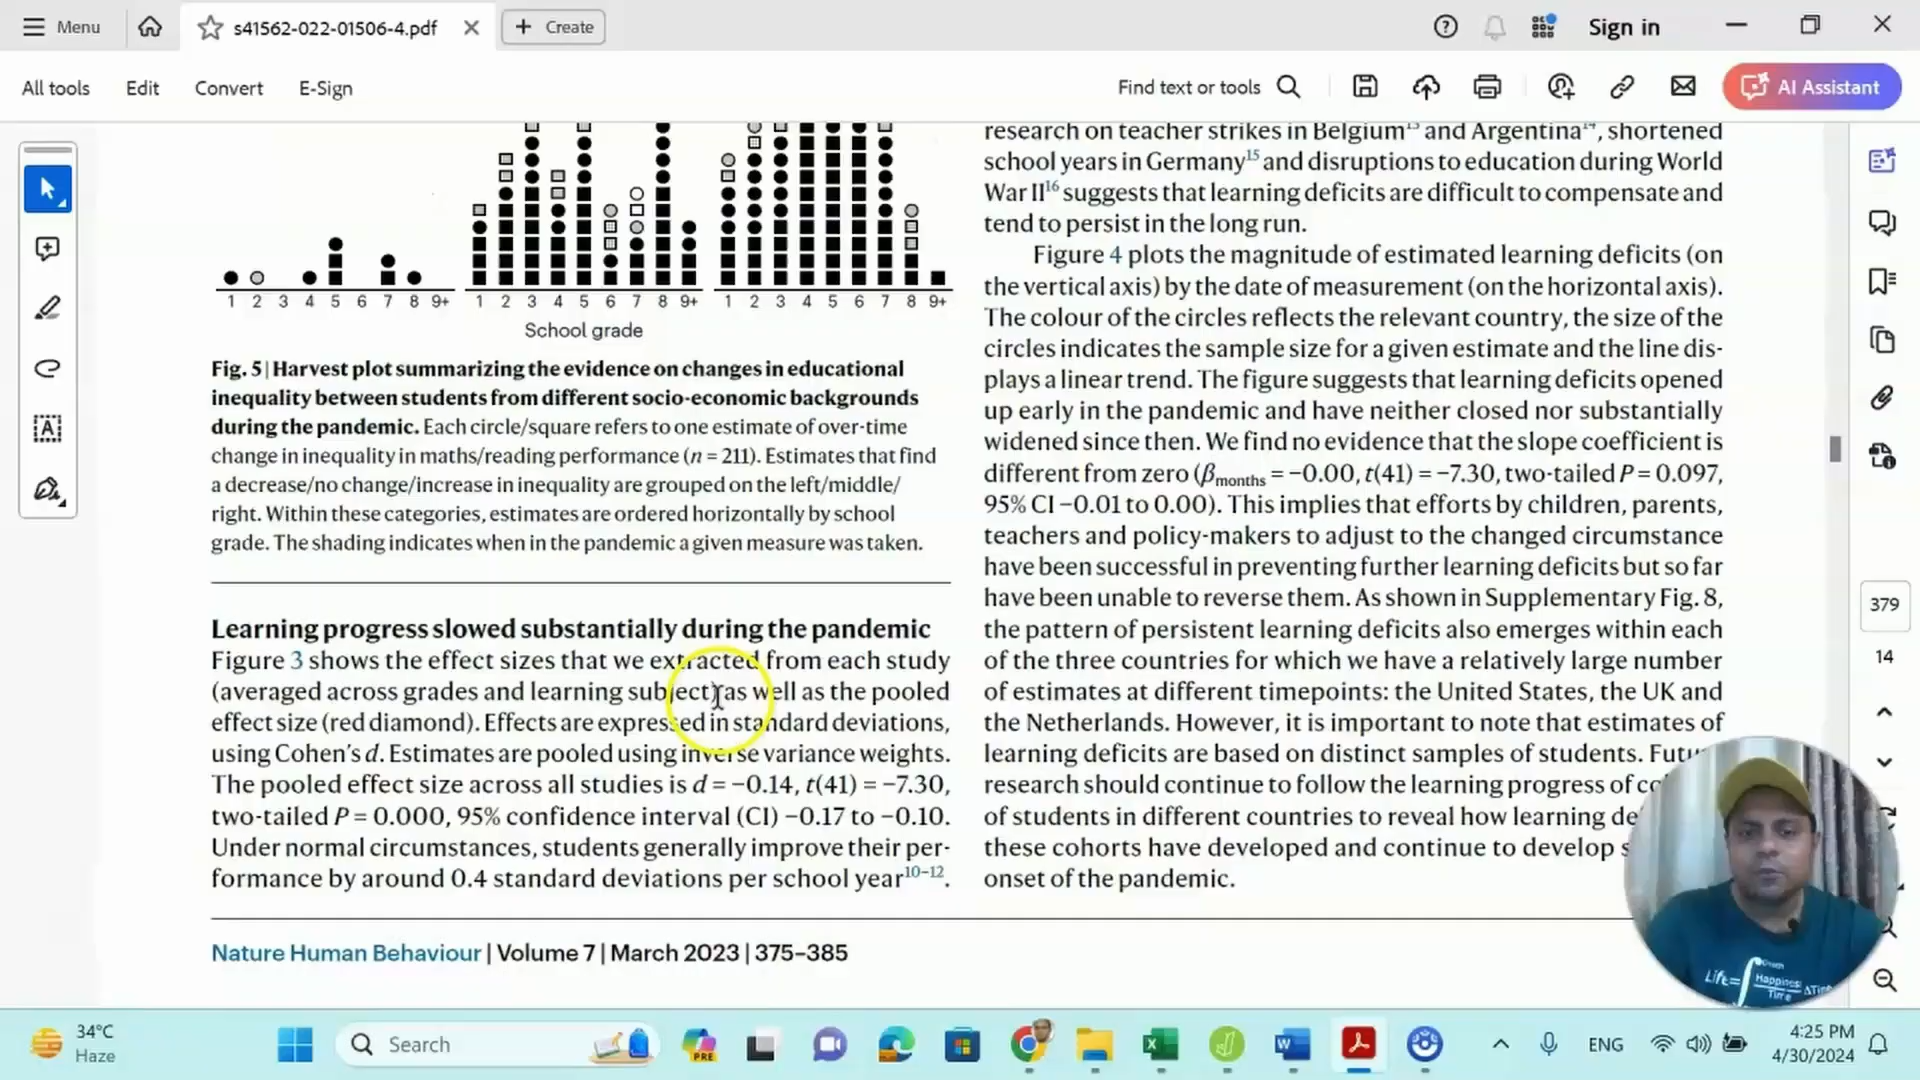 Menu
s41562-022-01506-4.pdf
Create
Sign in
All tools
Edit
Convert
E-Sign
Find text or tools
AI Assistant
1 2 3 4 5 6 7 8 9+ 1 2 3 4 5 6 7 8 9+ 1 2 3 4 5 6 7 8 9+
School grade
Fig. 5 | Harvest plot summarizing the evidence on changes in educational
inequality between students from different socio-economic backgrounds
during the pandemic. Each circle/square refers to one estimate of over-time
change in inequality in maths/reading performance (n = 211). Estimates that find
a decrease/no change/increase in inequality are grouped on the left/middle/
right. Within these categories, estimates are ordered horizontally by school
grade. The shading indicates when in the pandemic a given measure was taken.
Learning progress slowed substantially during the pandemic
Figure 3 shows the effect sizes that we extracted from each study
(averaged across grades and learning subject) as well as the pooled
effect size (red diamond). Effects are expressed in standard deviations,
using Cohen's d. Estimates are pooled using inverse variance weights.
The pooled effect size across all studies is d = −0.14, t(41) = −7.30,
two-tailed P = 0.000, 95% confidence interval (CI) −0.17 to −0.10.
Under normal circumstances, students generally improve their per-
formance by around 0.4 standard deviations per school year10–12.
research on teacher strikes in Belgium13 and Argentina14, shortened
school years in Germany15 and disruptions to education during World
War II16 suggests that learning deficits are difficult to compensate and
tend to persist in the long run.
Figure 4 plots the magnitude of estimated learning deficits (on
the vertical axis) by the date of measurement (on the horizontal axis).
The colour of the circles reflects the relevant country, the size of the
circles indicates the sample size for a given estimate and the line dis-
plays a linear trend. The figure suggests that learning deficits opened
up early in the pandemic and have neither closed nor substantially
widened since then. We find no evidence that the slope coefficient is
different from zero (βmonths = −0.00, t(41) = −7.30, two-tailed P = 0.097,
95% CI −0.01 to 0.00). This implies that efforts by children, parents,
teachers and policy-makers to adjust to the changed circumstance
have been successful in preventing further learning deficits but so far
have been unable to reverse them. As shown in Supplementary Fig. 8,
the pattern of persistent learning deficits also emerges within each
of the three countries for which we have a relatively large number
of estimates at different timepoints: the United States, the UK and
the Netherlands. However, it is important to note that estimates of
learning deficits are based on distinct samples of students.
research should continue to follow the learning progress of
of students in different countries to reveal how learning
these cohorts have developed and continue to develop
onset of the pandemic.
Nature Human Behaviour | Volume 7 | March 2023 | 375–385
379
14
Life=
Happiness
Time
34°C
Haze
Search
PRE
ENG
4:25 PM
4/30/2024